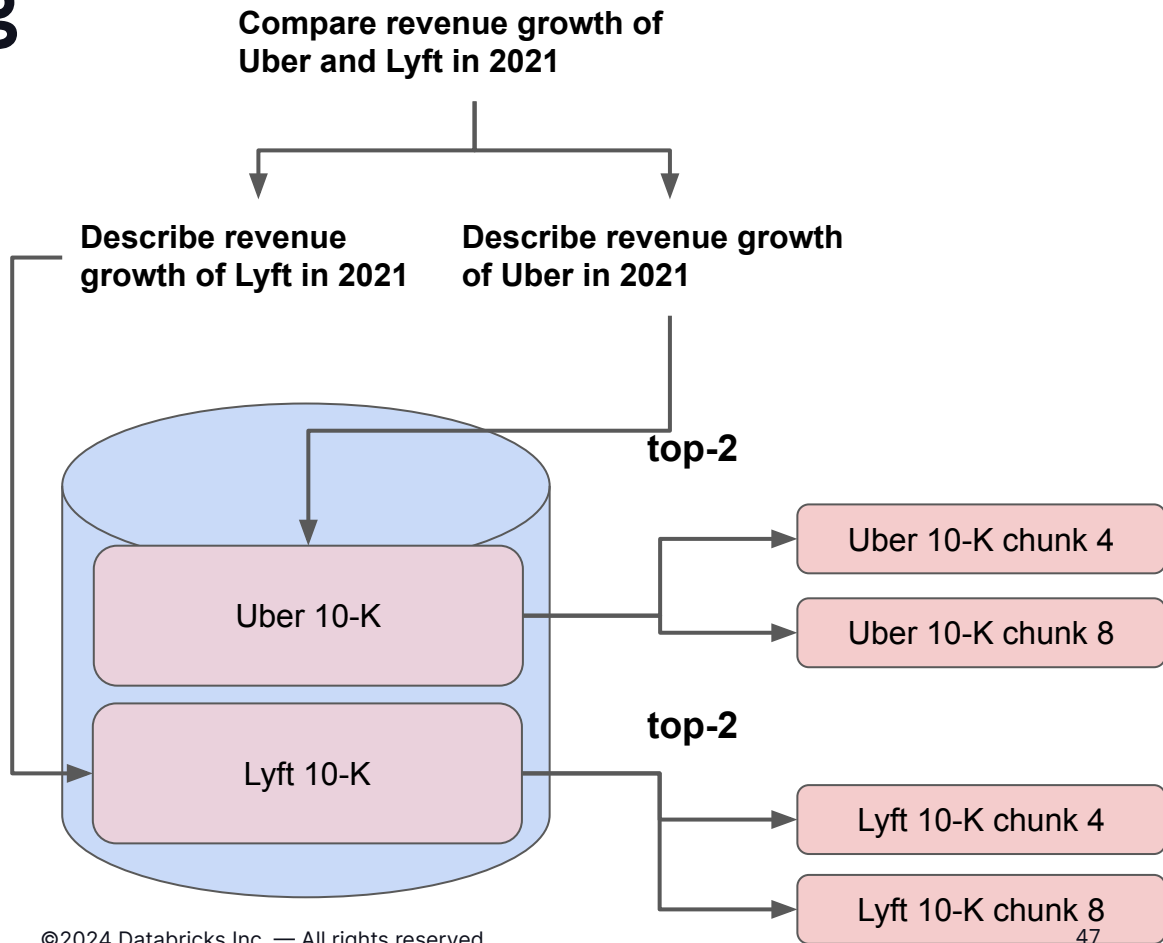 g
Compare revenue growth of
Uber and Lyft in 2021
Describe revenue
growth of Lyft in 2021
Describe revenue growth
of Uber in 2021
top-2
Uber 10-K chunk 4
Uber 10-K
Uber 10-K chunk 8
top-2
Lyft 10-K
Lyft 10-K chunk 4
Lyft 10-K chunk 8
©2024 Databricks Inc. — All rights reserved
47